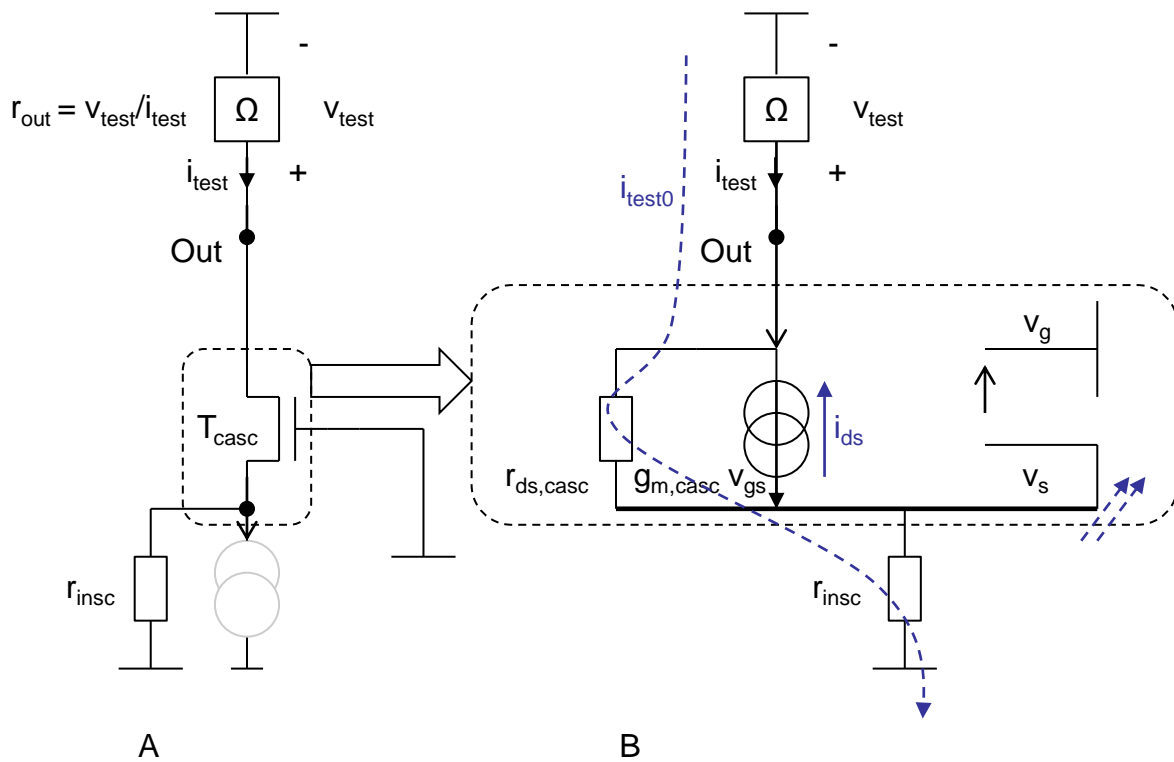 -
-
r_out = v_test/i_test
Ω
v_test
Ω
v_test
i_test
+
i_test0
i_test
+
Out
Out
v_g
T_casc
i_ds
r_ds,casc
g_m,casc v_gs
v_s
r_insc
r_insc
A
B